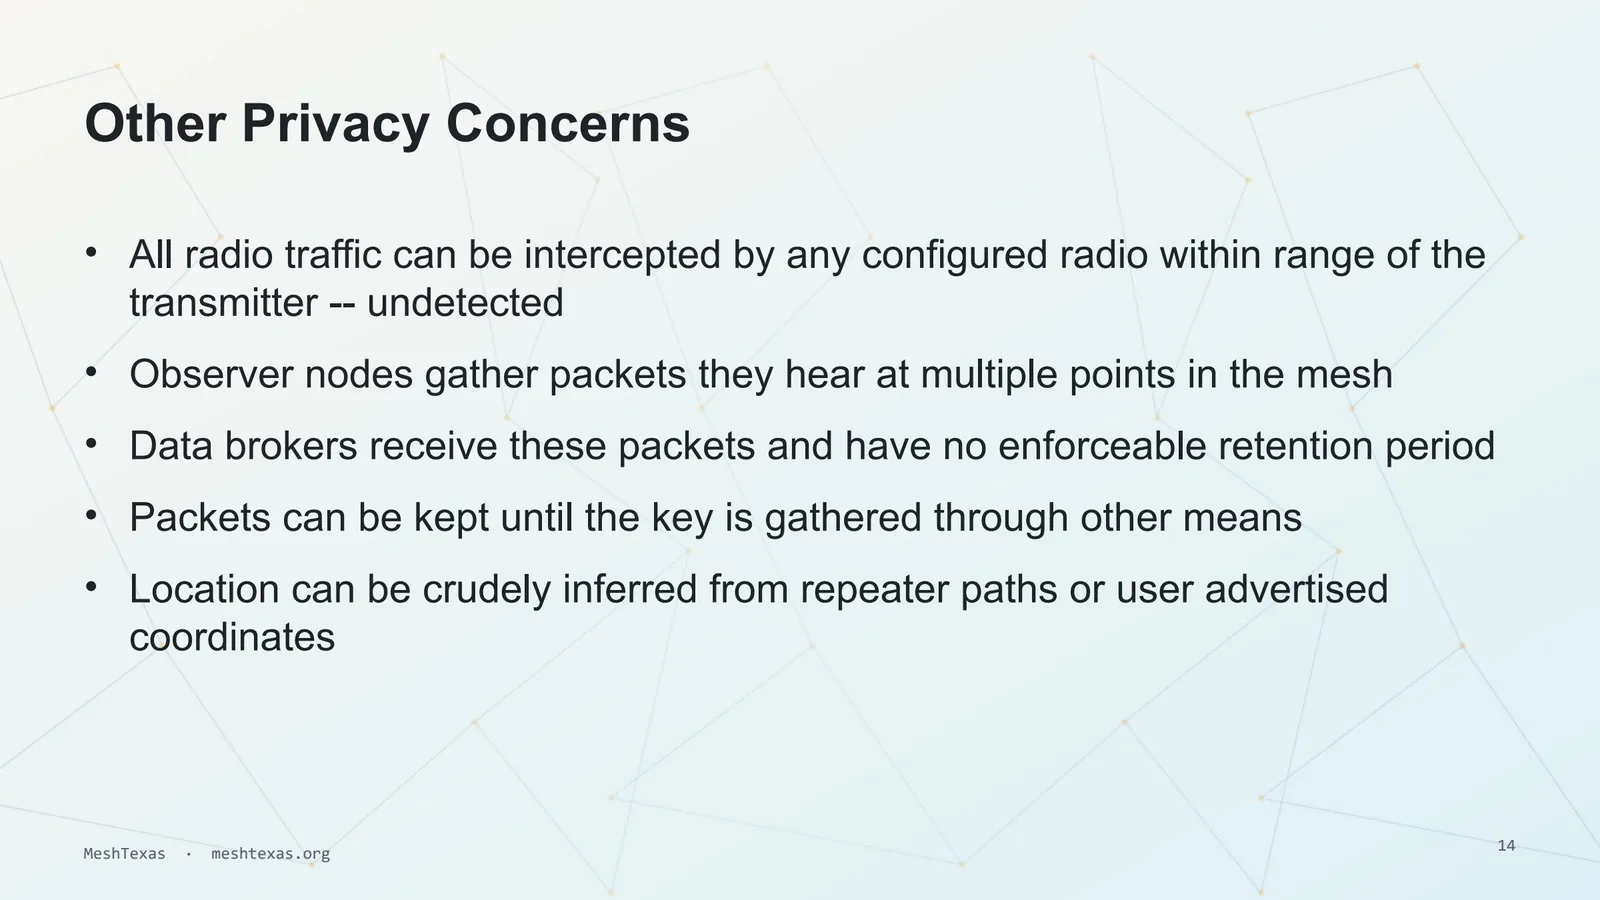 Other Privacy Concerns
• All radio traffic can be intercepted by any configured radio within range of the
transmitter -- undetected
• Observer nodes gather packets they hear at multiple points in the mesh
• Data brokers receive these packets and have no enforceable retention period
• Packets can be kept until the key is gathered through other means
• Location can be crudely inferred from repeater paths or user advertised
coordinates
MeshTexas · meshtexas.org
14